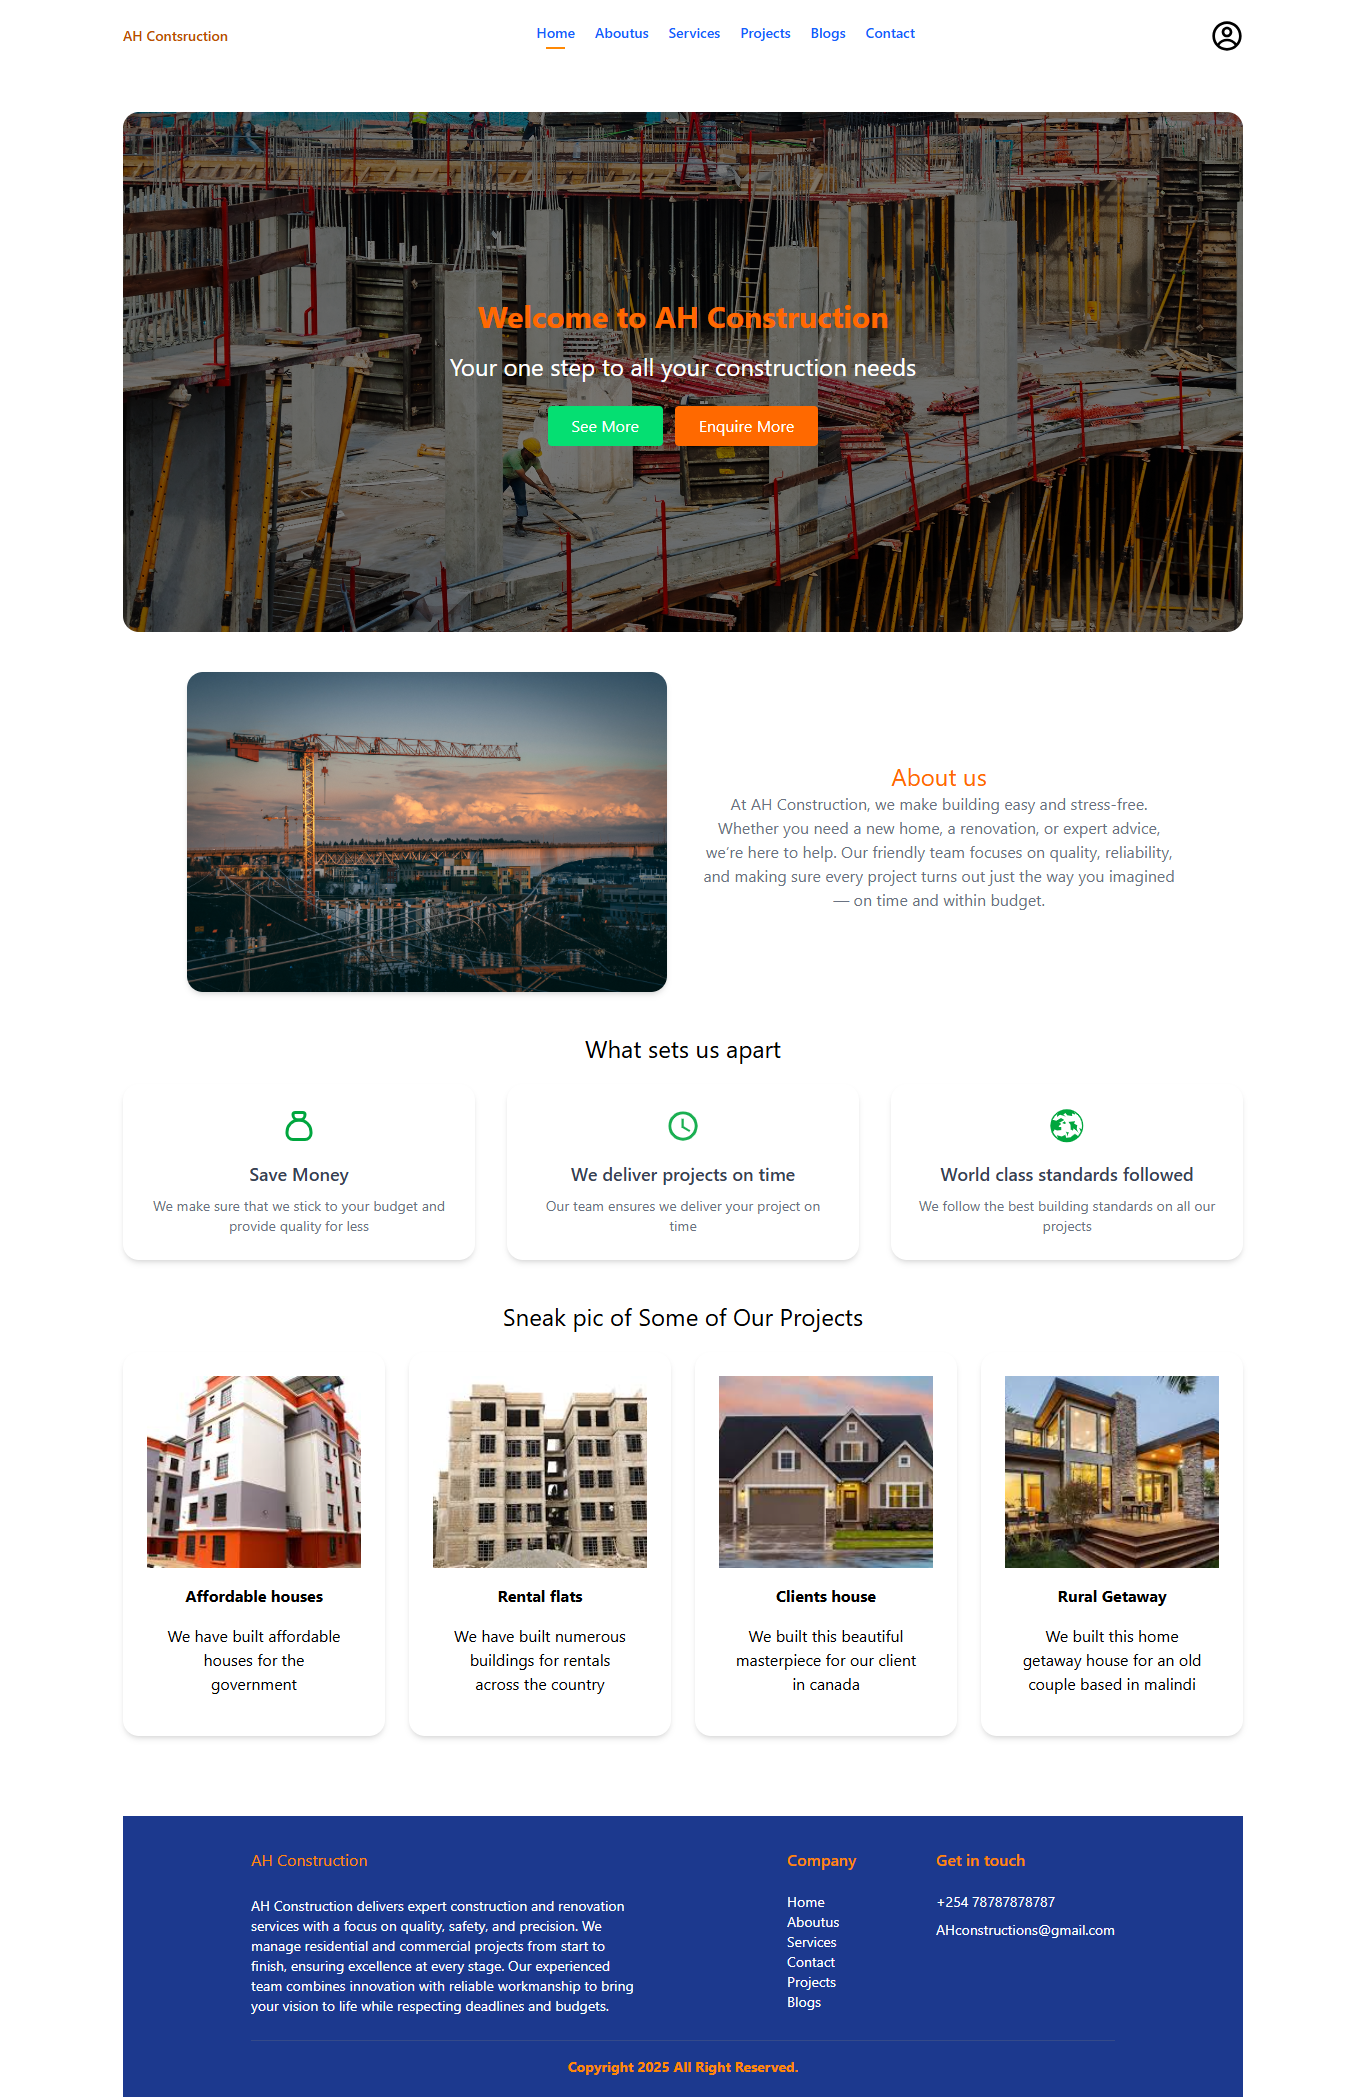 AH Contsruction
Home Aboutus Services Projects Blogs Contact
Welcome to AH Construction
Your one step to all your construction needs
See More Enquire More
About us
At AH Construction, we make building easy and stress-free.
Whether you need a new home, a renovation, or expert advice,
we're here to help. Our friendly team focuses on quality, reliability,
and making sure every project turns out just the way you imagined
— on time and within budget.
What sets us apart
Save Money
We make sure that we stick to your budget and
provide quality for less
We deliver projects on time
Our team ensures we deliver your project on
time
World class standards followed
We follow the best building standards on all our
projects
Sneak pic of Some of Our Projects
Affordable houses
We have built affordable
houses for the
government
Rental flats
We have built numerous
buildings for rentals
across the country
Clients house
We built this beautiful
masterpiece for our client
in canada
Rural Getaway
We built this home
getaway house for an old
couple based in malindi
AH Construction
AH Construction delivers expert construction and renovation
services with a focus on quality, safety, and precision. We
manage residential and commercial projects from start to
finish, ensuring excellence at every stage. Our experienced
team combines innovation with reliable workmanship to bring
your vision to life while respecting deadlines and budgets.
Company
Home
Aboutus
Services
Contact
Projects
Blogs
Get in touch
+254 78787878787
AHconstructions@gmail.com
Copyright 2025 All Right Reserved.